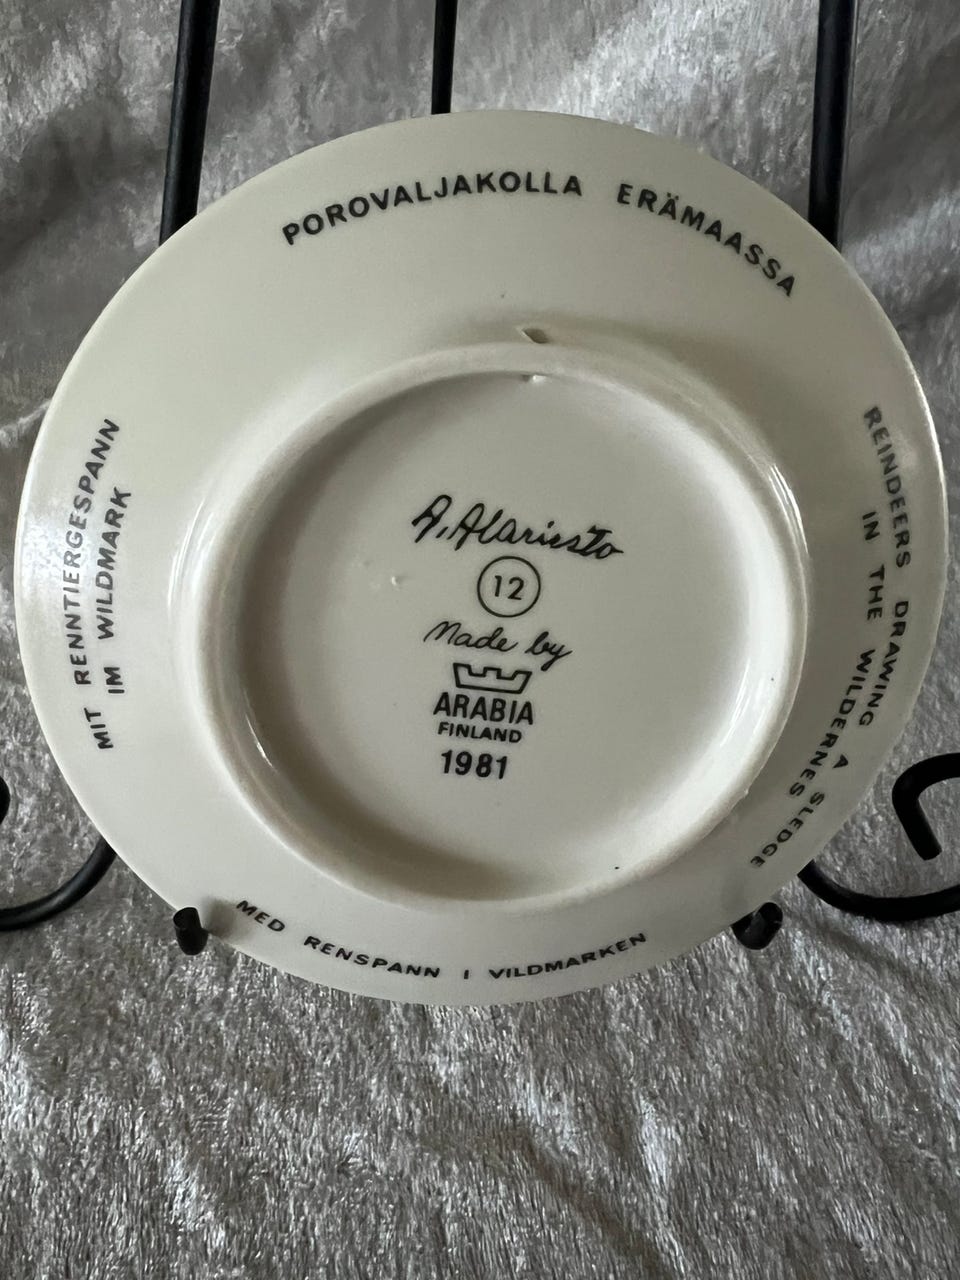 POROVALJAKOLLA ERÄMAASSA
MIT RENNTIERGESPANN
IM WILDMARK
REINDEERS DRAWING A SLEDGE
IN THE WILDERNES
A. Alariesto
12
Made by
ARABIA
FINLAND
1981
MED RENSPANN I VILDMARKEN